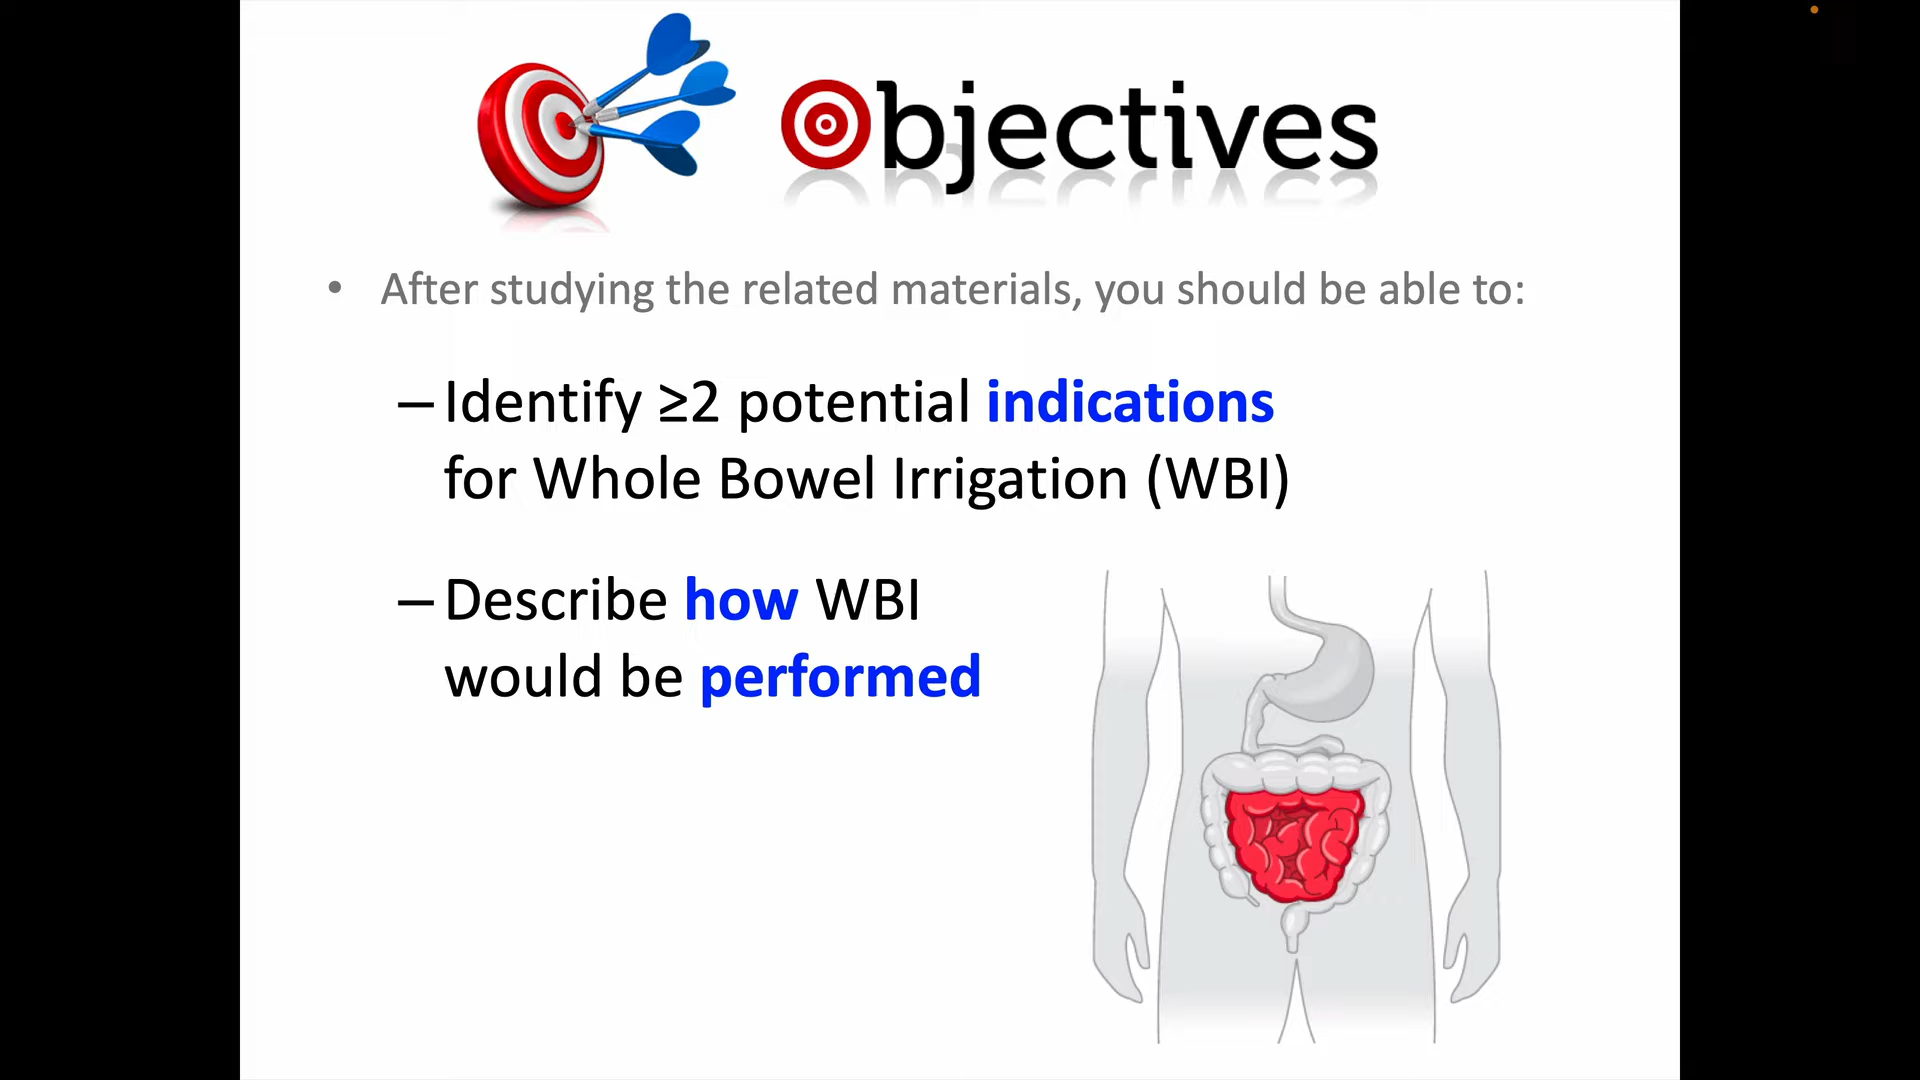 Objectives
• After studying the related materials, you should be able to:
– Identify ≥2 potential indications
for Whole Bowel Irrigation (WBI)
– Describe how WBI
would be performed